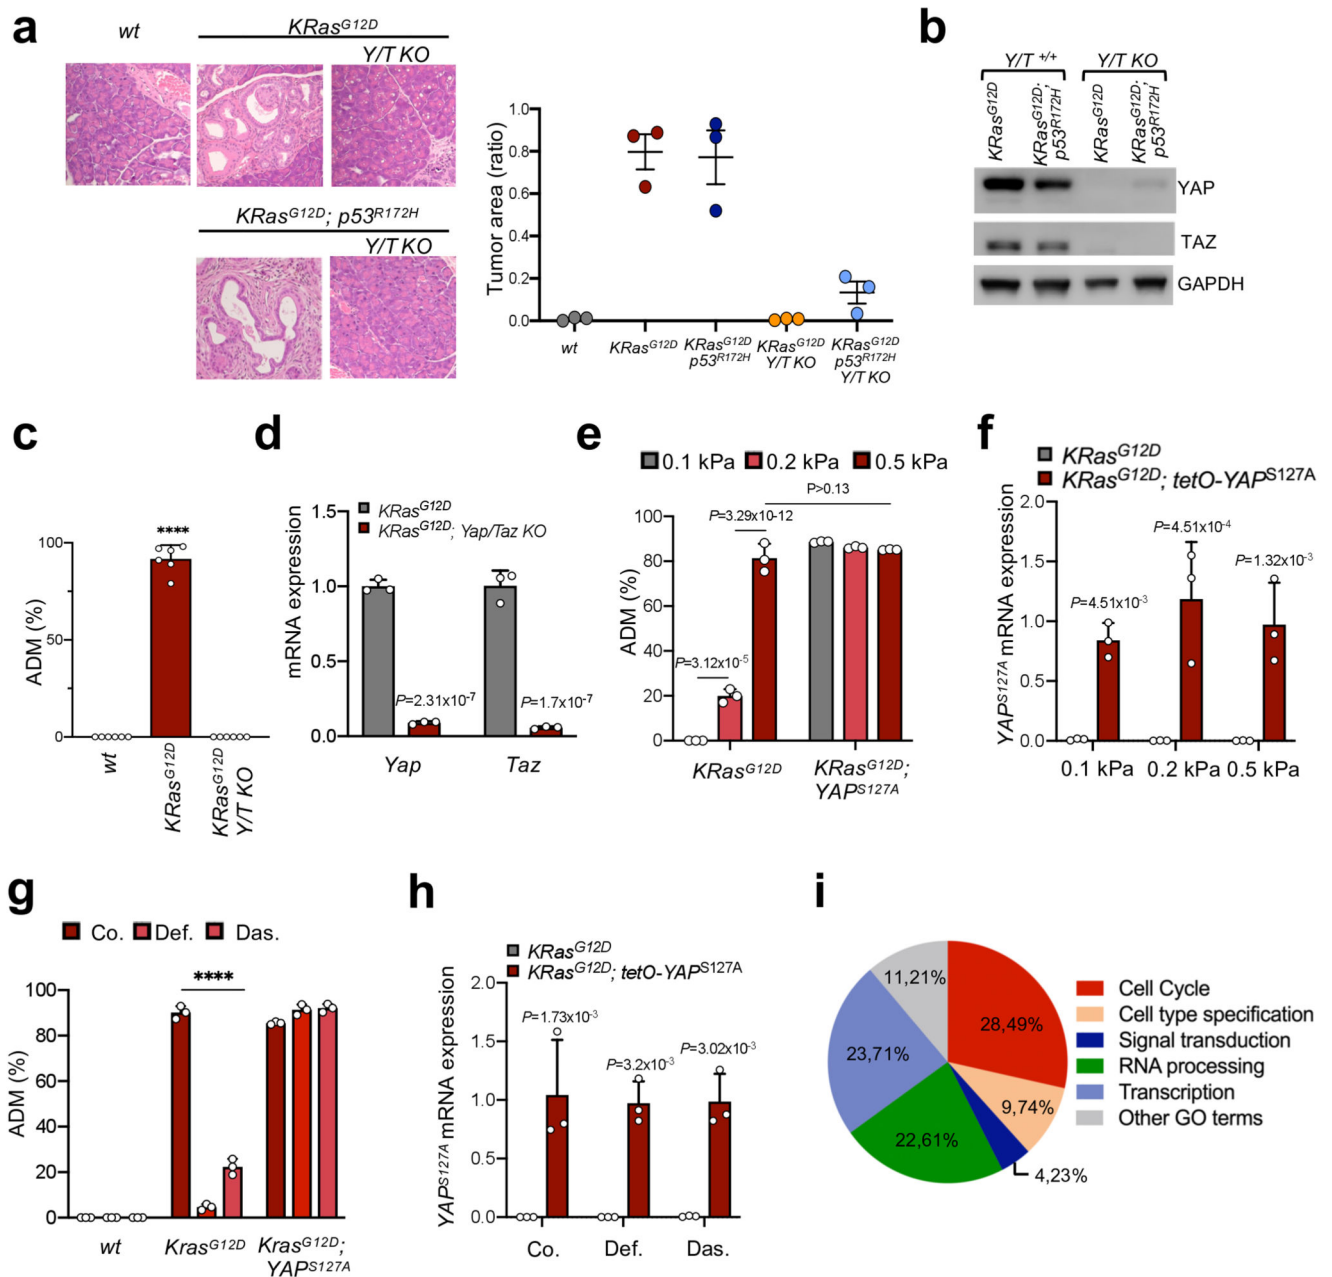 a
wt
KRasG12D
Y/T KO
KRasG12D; p53R172H
Y/T KO
Tumor area (ratio)
1.0
0.8
0.6
0.4
0.2
0.0
wt
KRasG12D
KRasG12D
p53R172H
KRasG12D
Y/T KO
KRasG12D
p53R172H
Y/T KO
b
Y/T +/+
Y/T KO
KRasG12D
KRasG12D;
p53R172H
KRasG12D
KRasG12D;
p53R172H
YAP
TAZ
GAPDH
c
ADM (%)
100
50
0
****
wt
KRasG12D
KRasG12D
Y/T KO
d
mRNA expression
1.5
1.0
0.5
0.0
KRasG12D
KRasG12D; Yap/Taz KO
P=2.31x10-7
P=1.7x10-7
Yap
Taz
e
0.1 kPa
0.2 kPa
0.5 kPa
P>0.13
P=3.29x10-12
P=3.12x10-5
ADM (%)
100
80
60
40
20
0
KRasG12D
KRasG12D;
YAPS127A
f
KRasG12D
KRasG12D; tetO-YAPS127A
YAPS127A mRNA expression
2.0
1.5
1.0
0.5
0.0
P=4.51x10-3
P=4.51x10-4
P=1.32x10-3
0.1 kPa
0.2 kPa
0.5 kPa
g
Co.
Def.
Das.
****
ADM (%)
100
80
60
40
20
0
wt
KrasG12D
KrasG12D;
YAPS127A
h
KRasG12D
KRasG12D; tetO-YAPS127A
YAPS127A mRNA expression
2.0
1.5
1.0
0.5
0.0
P=1.73x10-3
P=3.2x10-3
P=3.02x10-3
Co.
Def.
Das.
i
11,21%
28,49%
23,71%
9,74%
22,61%
4,23%
Cell Cycle
Cell type specification
Signal transduction
RNA processing
Transcription
Other GO terms